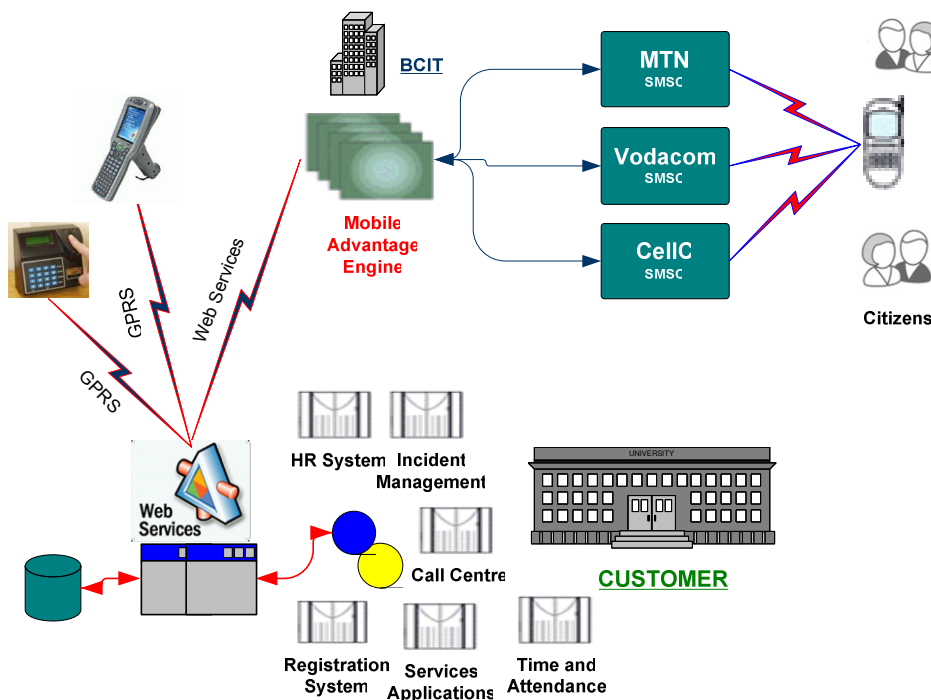 BCIT
MTN
SMSC
Vodacom
SMSC
CellC
SMSC
Mobile
Advantage
Engine
Citizens
Web Services
GPRS
GPRS
HR System
Incident
Management
UNIVERSITY
Web
Services
Call Centre
CUSTOMER
Registration
System
Services
Applications
Time and
Attendance